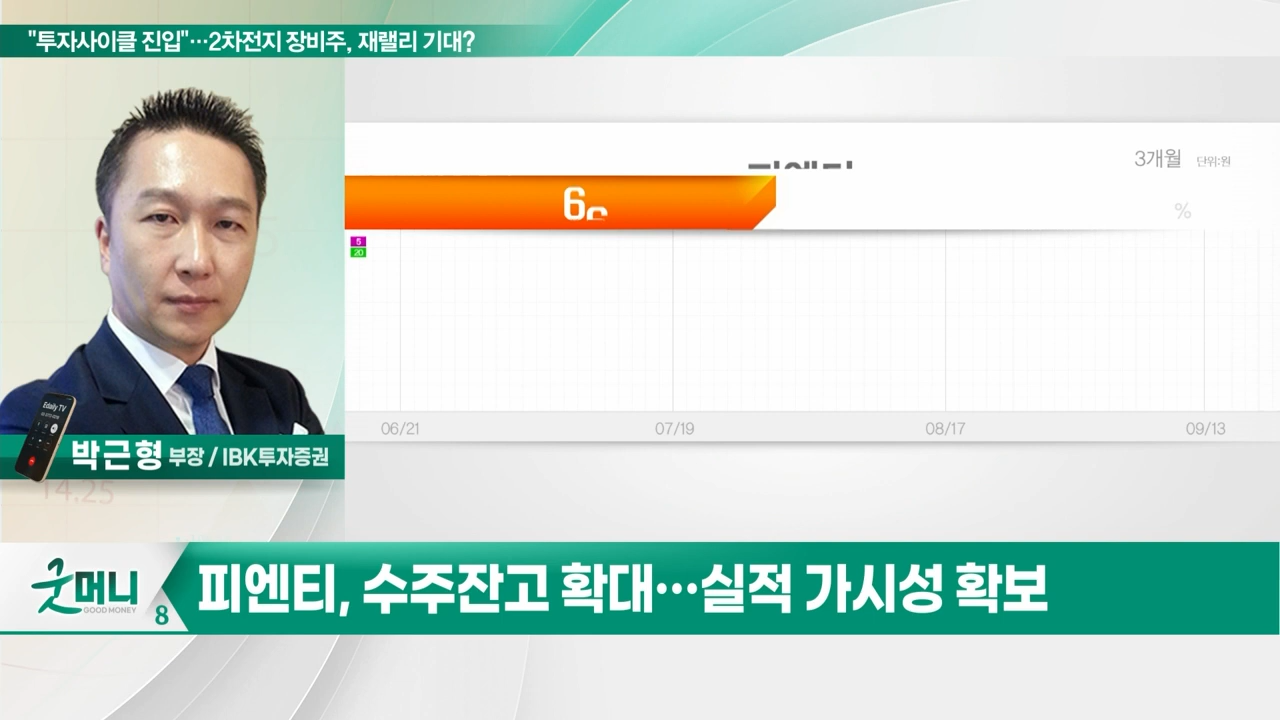 "투자사이클 진입"…2차전지 장비주, 재랠리 기대?
3개월 단위:원
%
5
20
06/21 07/19 08/17 09/13
Edaily TV
박근형 부장 / IBK투자증권
14.25
굿머니
GOOD MONEY
8
피엔티, 수주잔고 확대…실적 가시성 확보